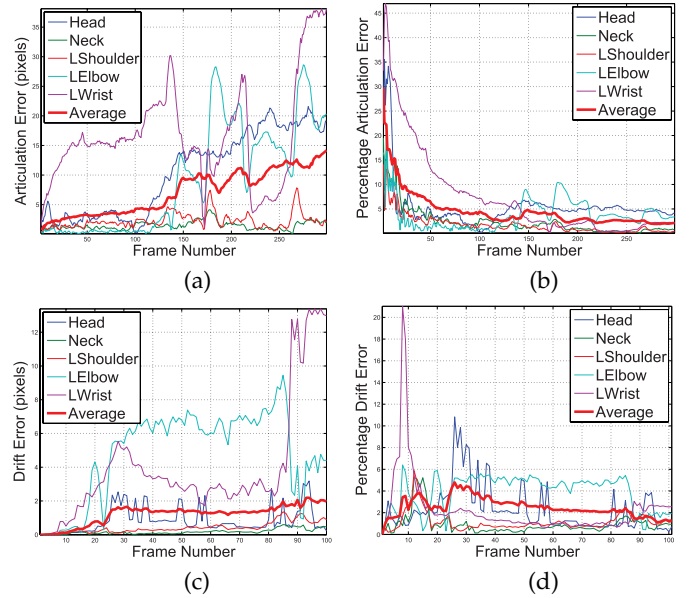 Head
Neck
LShoulder
LElbow
LWrist
Average
Articulation Error (pixels)
35
30
25
20
15
10
5
50
100
150
200
250
Frame Number
(a)
Head
Neck
LShoulder
LElbow
LWrist
Average
Percentage Articulation Error
45
40
35
30
25
20
15
10
5
50
100
150
200
250
Frame Number
(b)
Head
Neck
LShoulder
LElbow
LWrist
Average
Drift Error (pixels)
12
10
8
6
4
2
0
1
10
20
30
40
50
60
70
80
90
100
Frame Number
(c)
Head
Neck
LShoulder
LElbow
LWrist
Average
Percentage Drift Error
20
18
16
14
12
10
8
6
4
2
0
1
10
20
30
40
50
60
70
80
90
100
Frame Number
(d)